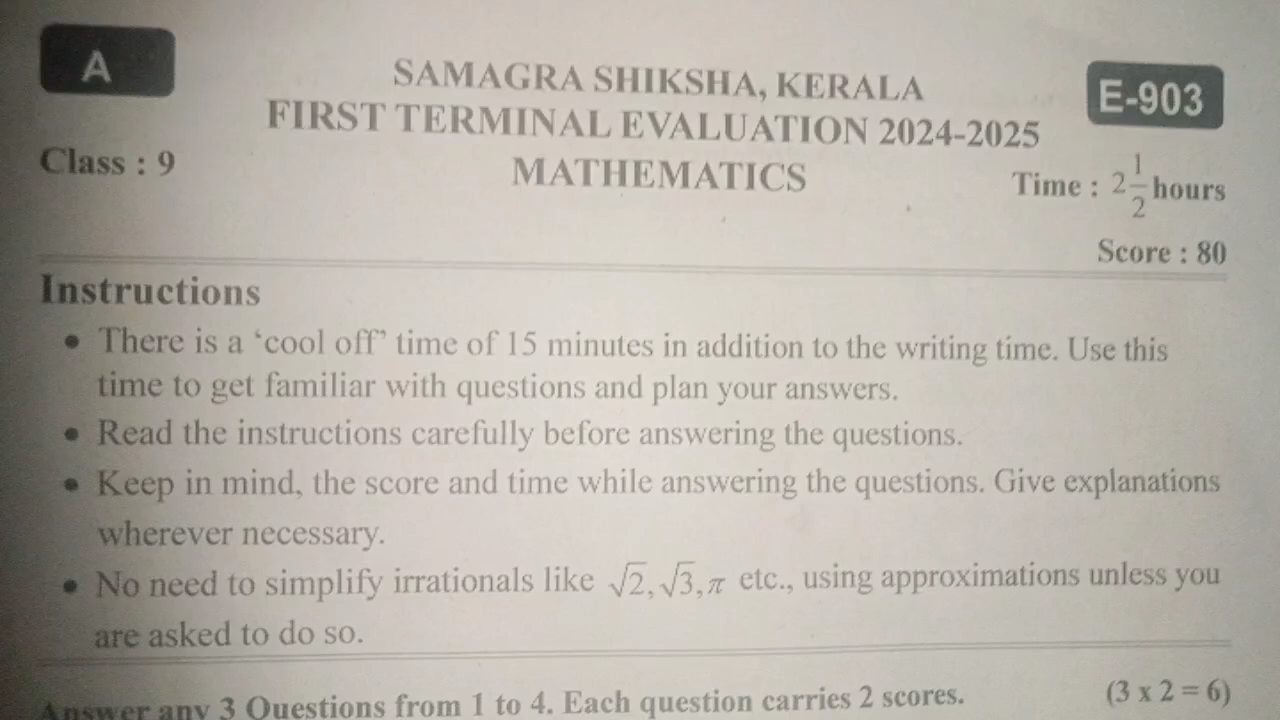 A
SAMAGRA SHIKSHA, KERALA
E-903
FIRST TERMINAL EVALUATION 2024-2025
Class : 9
MATHEMATICS
Time : 2 1/2 hours
Score : 80
Instructions
• There is a ‘cool off’ time of 15 minutes in addition to the writing time. Use this
time to get familiar with questions and plan your answers.
• Read the instructions carefully before answering the questions.
• Keep in mind, the score and time while answering the questions. Give explanations
wherever necessary.
• No need to simplify irrationals like √2, √3, π etc., using approximations unless you
are asked to do so.
Answer any 3 Questions from 1 to 4. Each question carries 2 scores. (3 x 2 = 6)